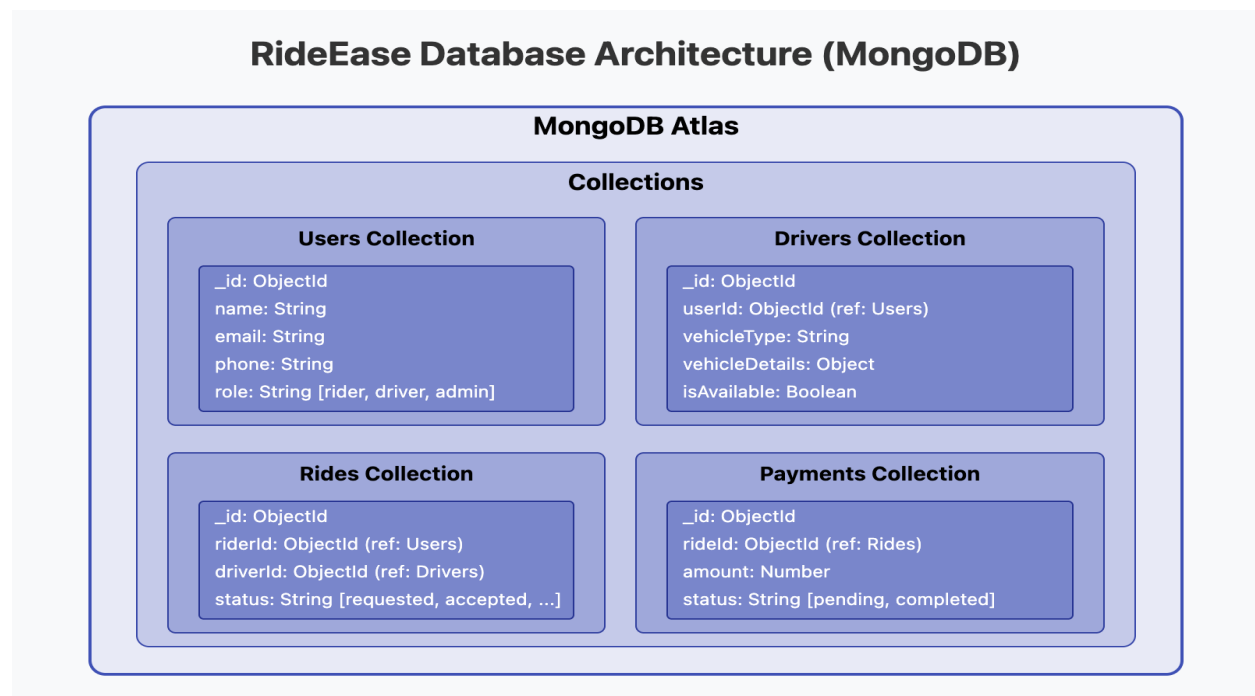 RideEase Database Architecture (MongoDB)
MongoDB Atlas
Collections
Users Collection
_id: ObjectId
name: String
email: String
phone: String
role: String [rider, driver, admin]
Drivers Collection
_id: ObjectId
userId: ObjectId (ref: Users)
vehicleType: String
vehicleDetails: Object
isAvailable: Boolean
Rides Collection
_id: ObjectId
riderId: ObjectId (ref: Users)
driverId: ObjectId (ref: Drivers)
status: String [requested, accepted, ...]
Payments Collection
_id: ObjectId
rideId: ObjectId (ref: Rides)
amount: Number
status: String [pending, completed]